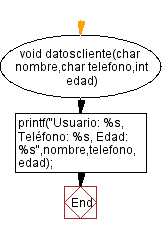 void datoscliente(char
nombre,char telefono,int
edad)
printf("Usuario: %s,
Teléfono: %s, Edad:
%s",nombre,telefono,
edad);
End